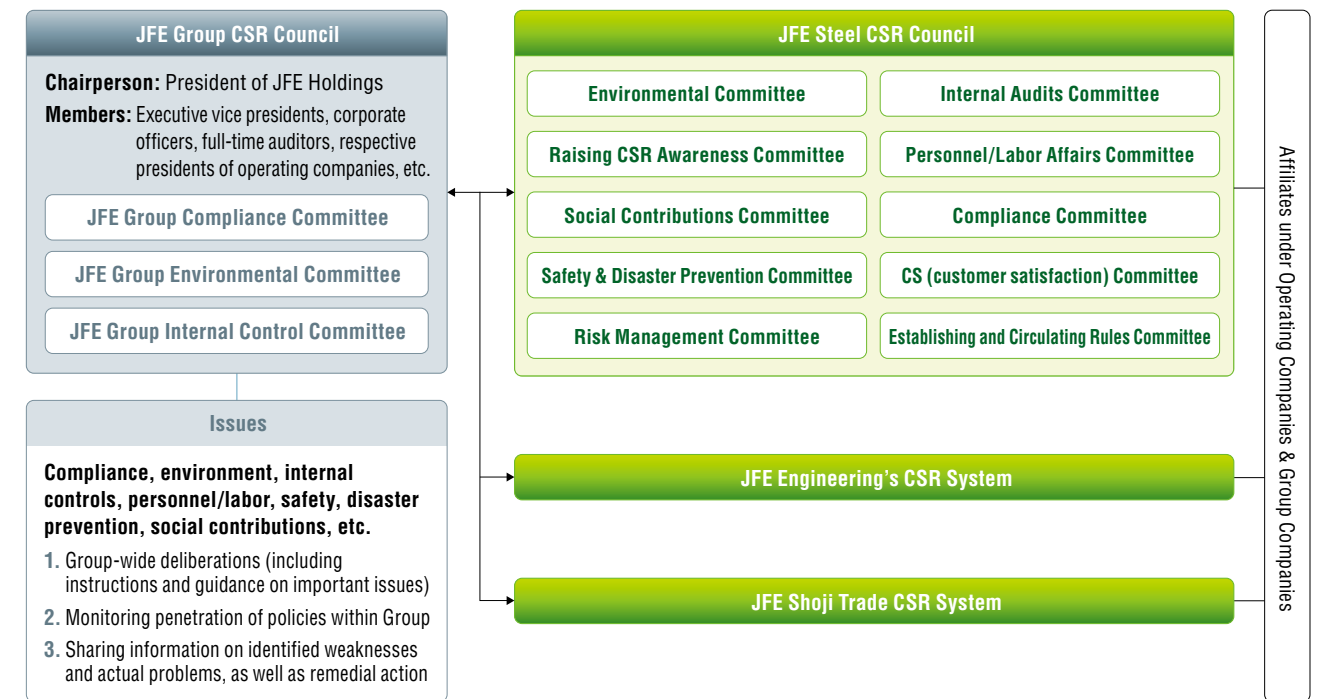 JFE Group CSR Council
Chairperson: President of JFE Holdings
Members: Executive vice presidents, corporate
officers, full-time auditors, respective
presidents of operating companies, etc.
JFE Group Compliance Committee
JFE Group Environmental Committee
JFE Group Internal Control Committee
Issues
Compliance, environment, internal
controls, personnel/labor, safety, disaster
prevention, social contributions, etc.
1. Group-wide deliberations (including
instructions and guidance on important issues)
2. Monitoring penetration of policies within Group
3. Sharing information on identified weaknesses
and actual problems, as well as remedial action
JFE Steel CSR Council
Environmental Committee
Internal Audits Committee
Raising CSR Awareness Committee
Personnel/Labor Affairs Committee
Social Contributions Committee
Compliance Committee
Safety & Disaster Prevention Committee
CS (customer satisfaction) Committee
Risk Management Committee
Establishing and Circulating Rules Committee
JFE Engineering's CSR System
JFE Shoji Trade CSR System
Affiliates under Operating Companies & Group Companies